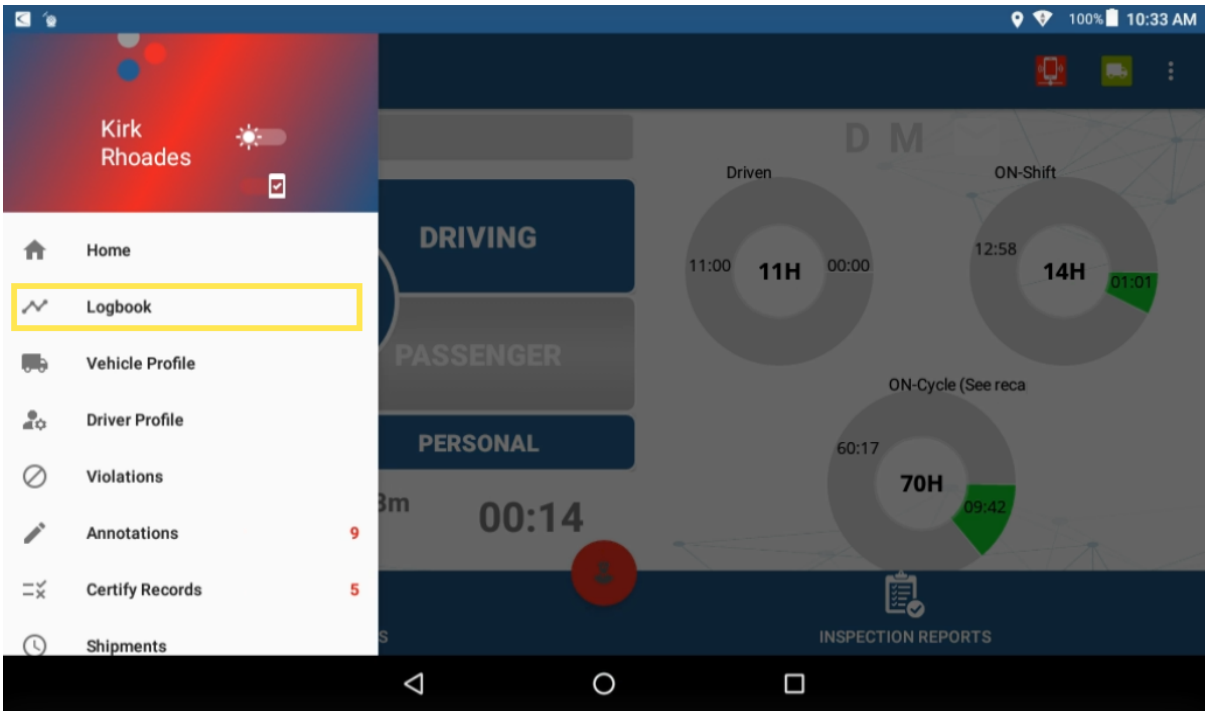 100% 10:33 AM
Kirk
Rhoades
Home
Logbook
Vehicle Profile
Driver Profile
Violations
Annotations 9
Certify Records 5
Shipments
DRIVING
PASSENGER
PERSONAL
3m
00:14
S
D M
Driven
11:00 11H 00:00
ON-Shift
12:58
14H
01:01
ON-Cycle (See reca
60:17
70H
09:42
INSPECTION REPORTS